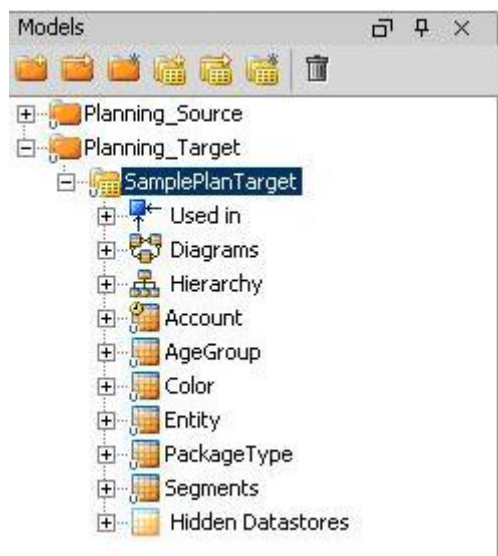 Models
Planning_Source
Planning_Target
SamplePlanTarget
Used in
Diagrams
Hierarchy
Account
AgeGroup
Color
Entity
PackageType
Segments
Hidden Datastores